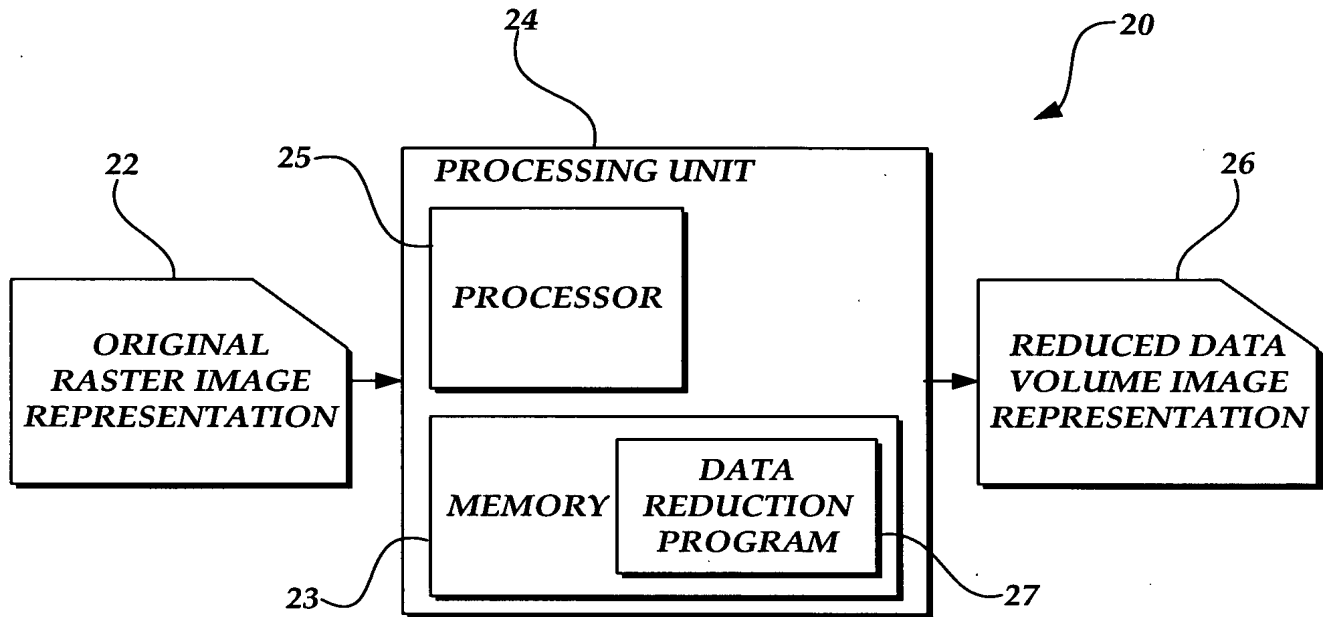 24
20
25
PROCESSING UNIT
22
26
PROCESSOR
ORIGINAL
RASTER IMAGE
REPRESENTATION
REDUCED DATA
VOLUME IMAGE
REPRESENTATION
MEMORY
DATA
REDUCTION
PROGRAM
23
27